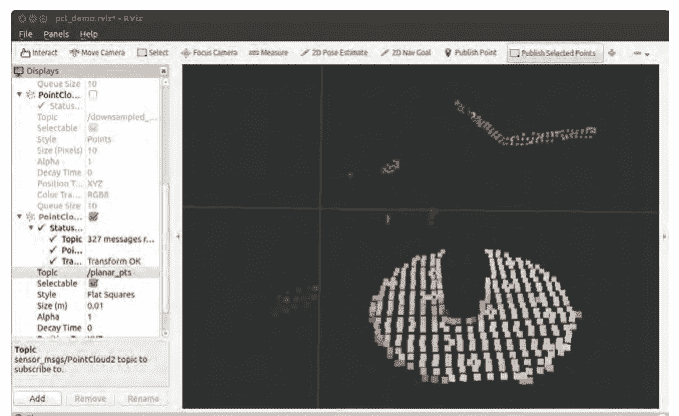 pcl_demo.rviz* - RViz
File Panels Help
Interact Move Camera Select Focus Camera Measure 2D Pose Estimate 2D Nav Goal Publish Point Publish Selected Points
Displays
Queue Size 10
PointClou...
Status...
Topic /downsampled_...
Selectable
Style Points
Size (Pixels) 10
Alpha 1
Decay Time 0
Position T... XYZ
Color Tra... RGB8
Queue Size 10
PointClou...
Status...
Topic 327 messages r...
Poi...
Tra... Transform OK
Topic /planar_pts
Selectable
Style Flat Squares
Size (m) 0.01
Alpha 1
Decay Time 0
Topic
sensor_msgs/PointCloud2 topic to
subscribe to.
Add Remove Rename